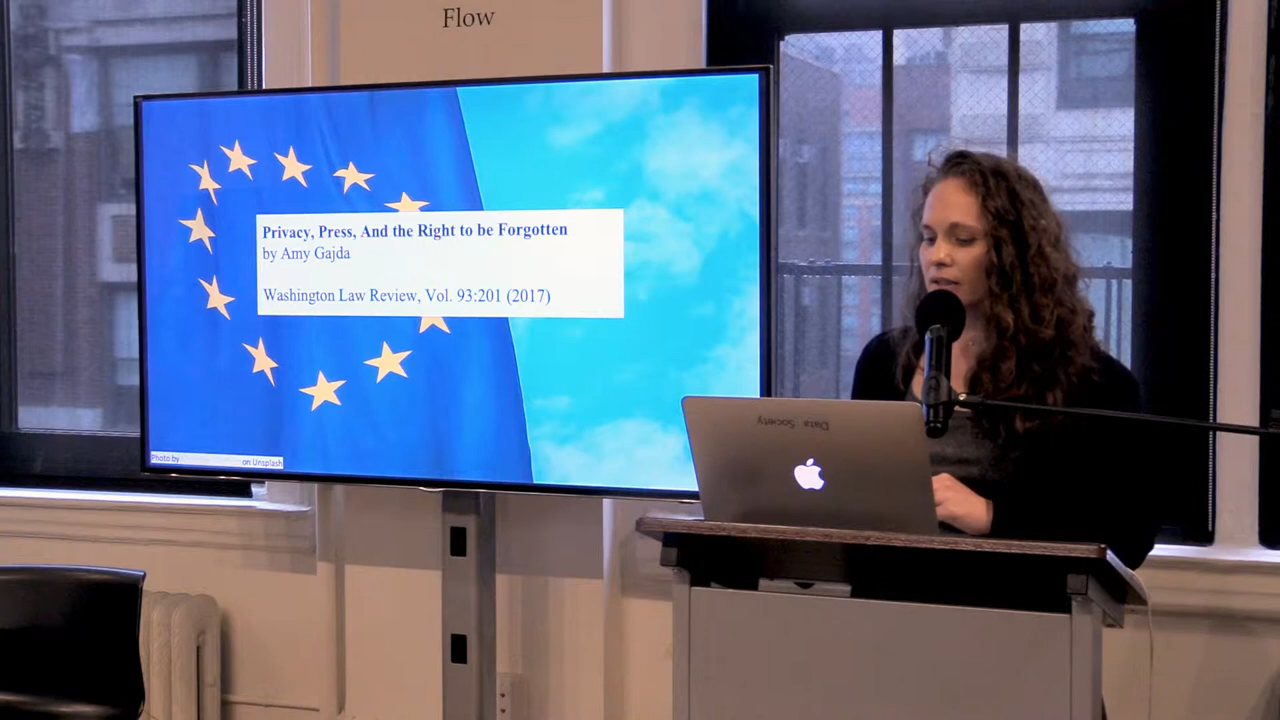 Flow
Privacy, Press, And the Right to be Forgotten
by Amy Gajda
Washington Law Review, Vol. 93:201 (2017)
Photo by on Unsplash
Data Society